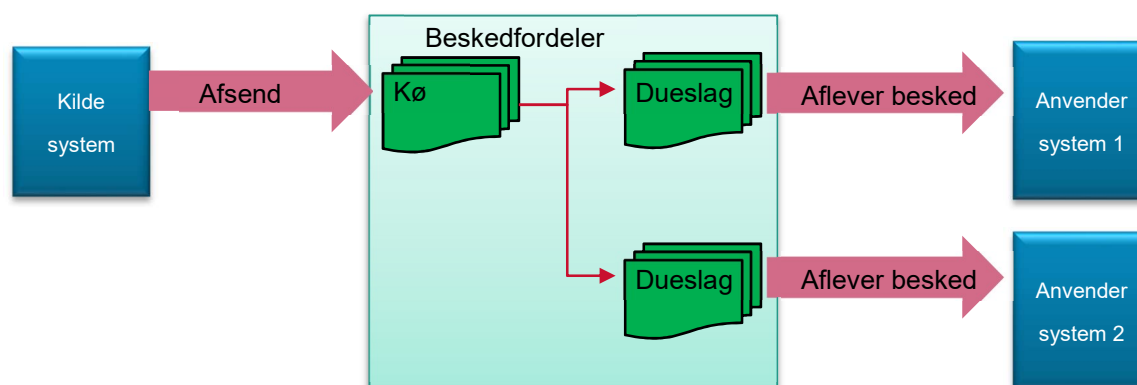 Beskedfordeler
Kilde
system
Afsend
Kø
Dueslag
Aflever besked
Anvender
system 1
Dueslag
Aflever besked
Anvender
system 2